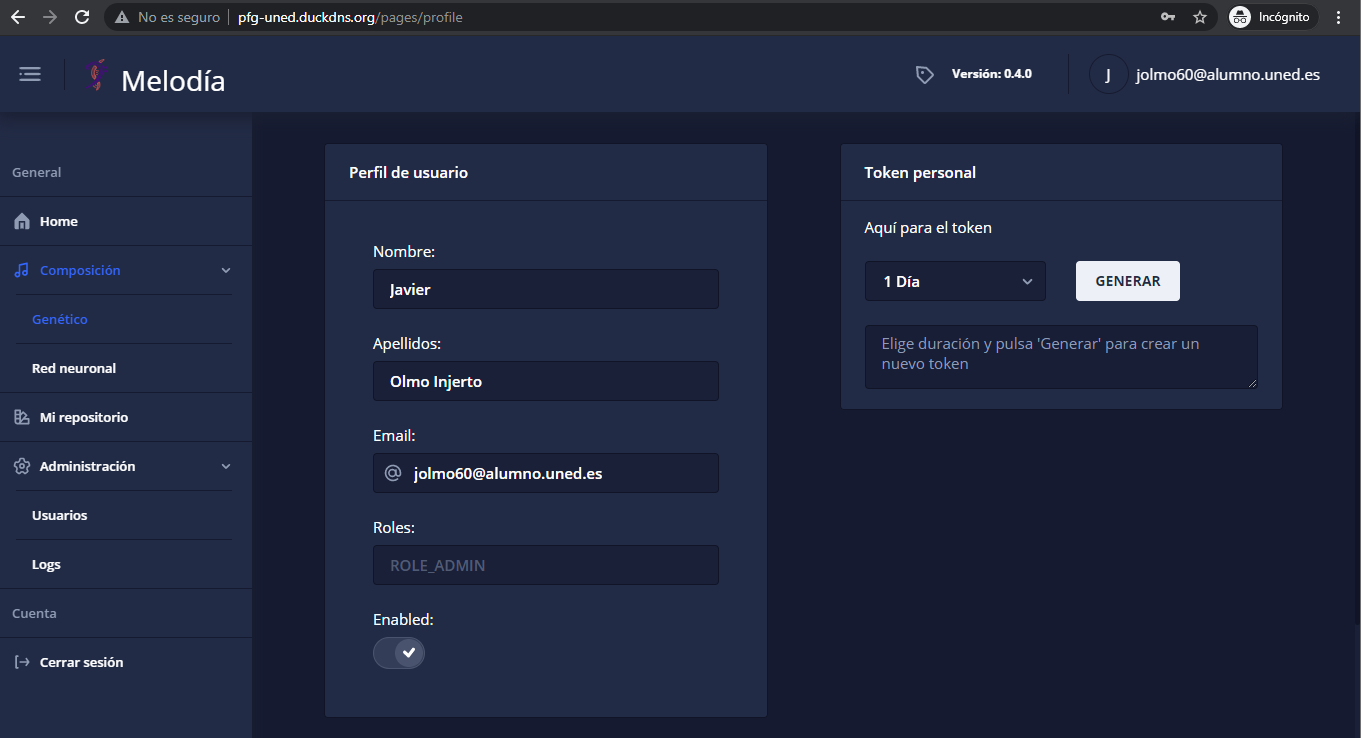 No es seguro
pfg-uned.duckdns.org/pages/profile
Incógnito
Melodía
Versión: 0.4.0
J
jolmo60@alumno.uned.es
General
Home
Composición
Genético
Red neuronal
Mi repositorio
Administración
Usuarios
Logs
Cuenta
Cerrar sesión
Perfil de usuario
Nombre:
Javier
Apellidos:
Olmo Injerto
Email:
@ jolmo60@alumno.uned.es
Roles:
ROLE_ADMIN
Enabled:
Token personal
Aquí para el token
1 Día
GENERAR
Elige duración y pulsa 'Generar' para crear un
nuevo token